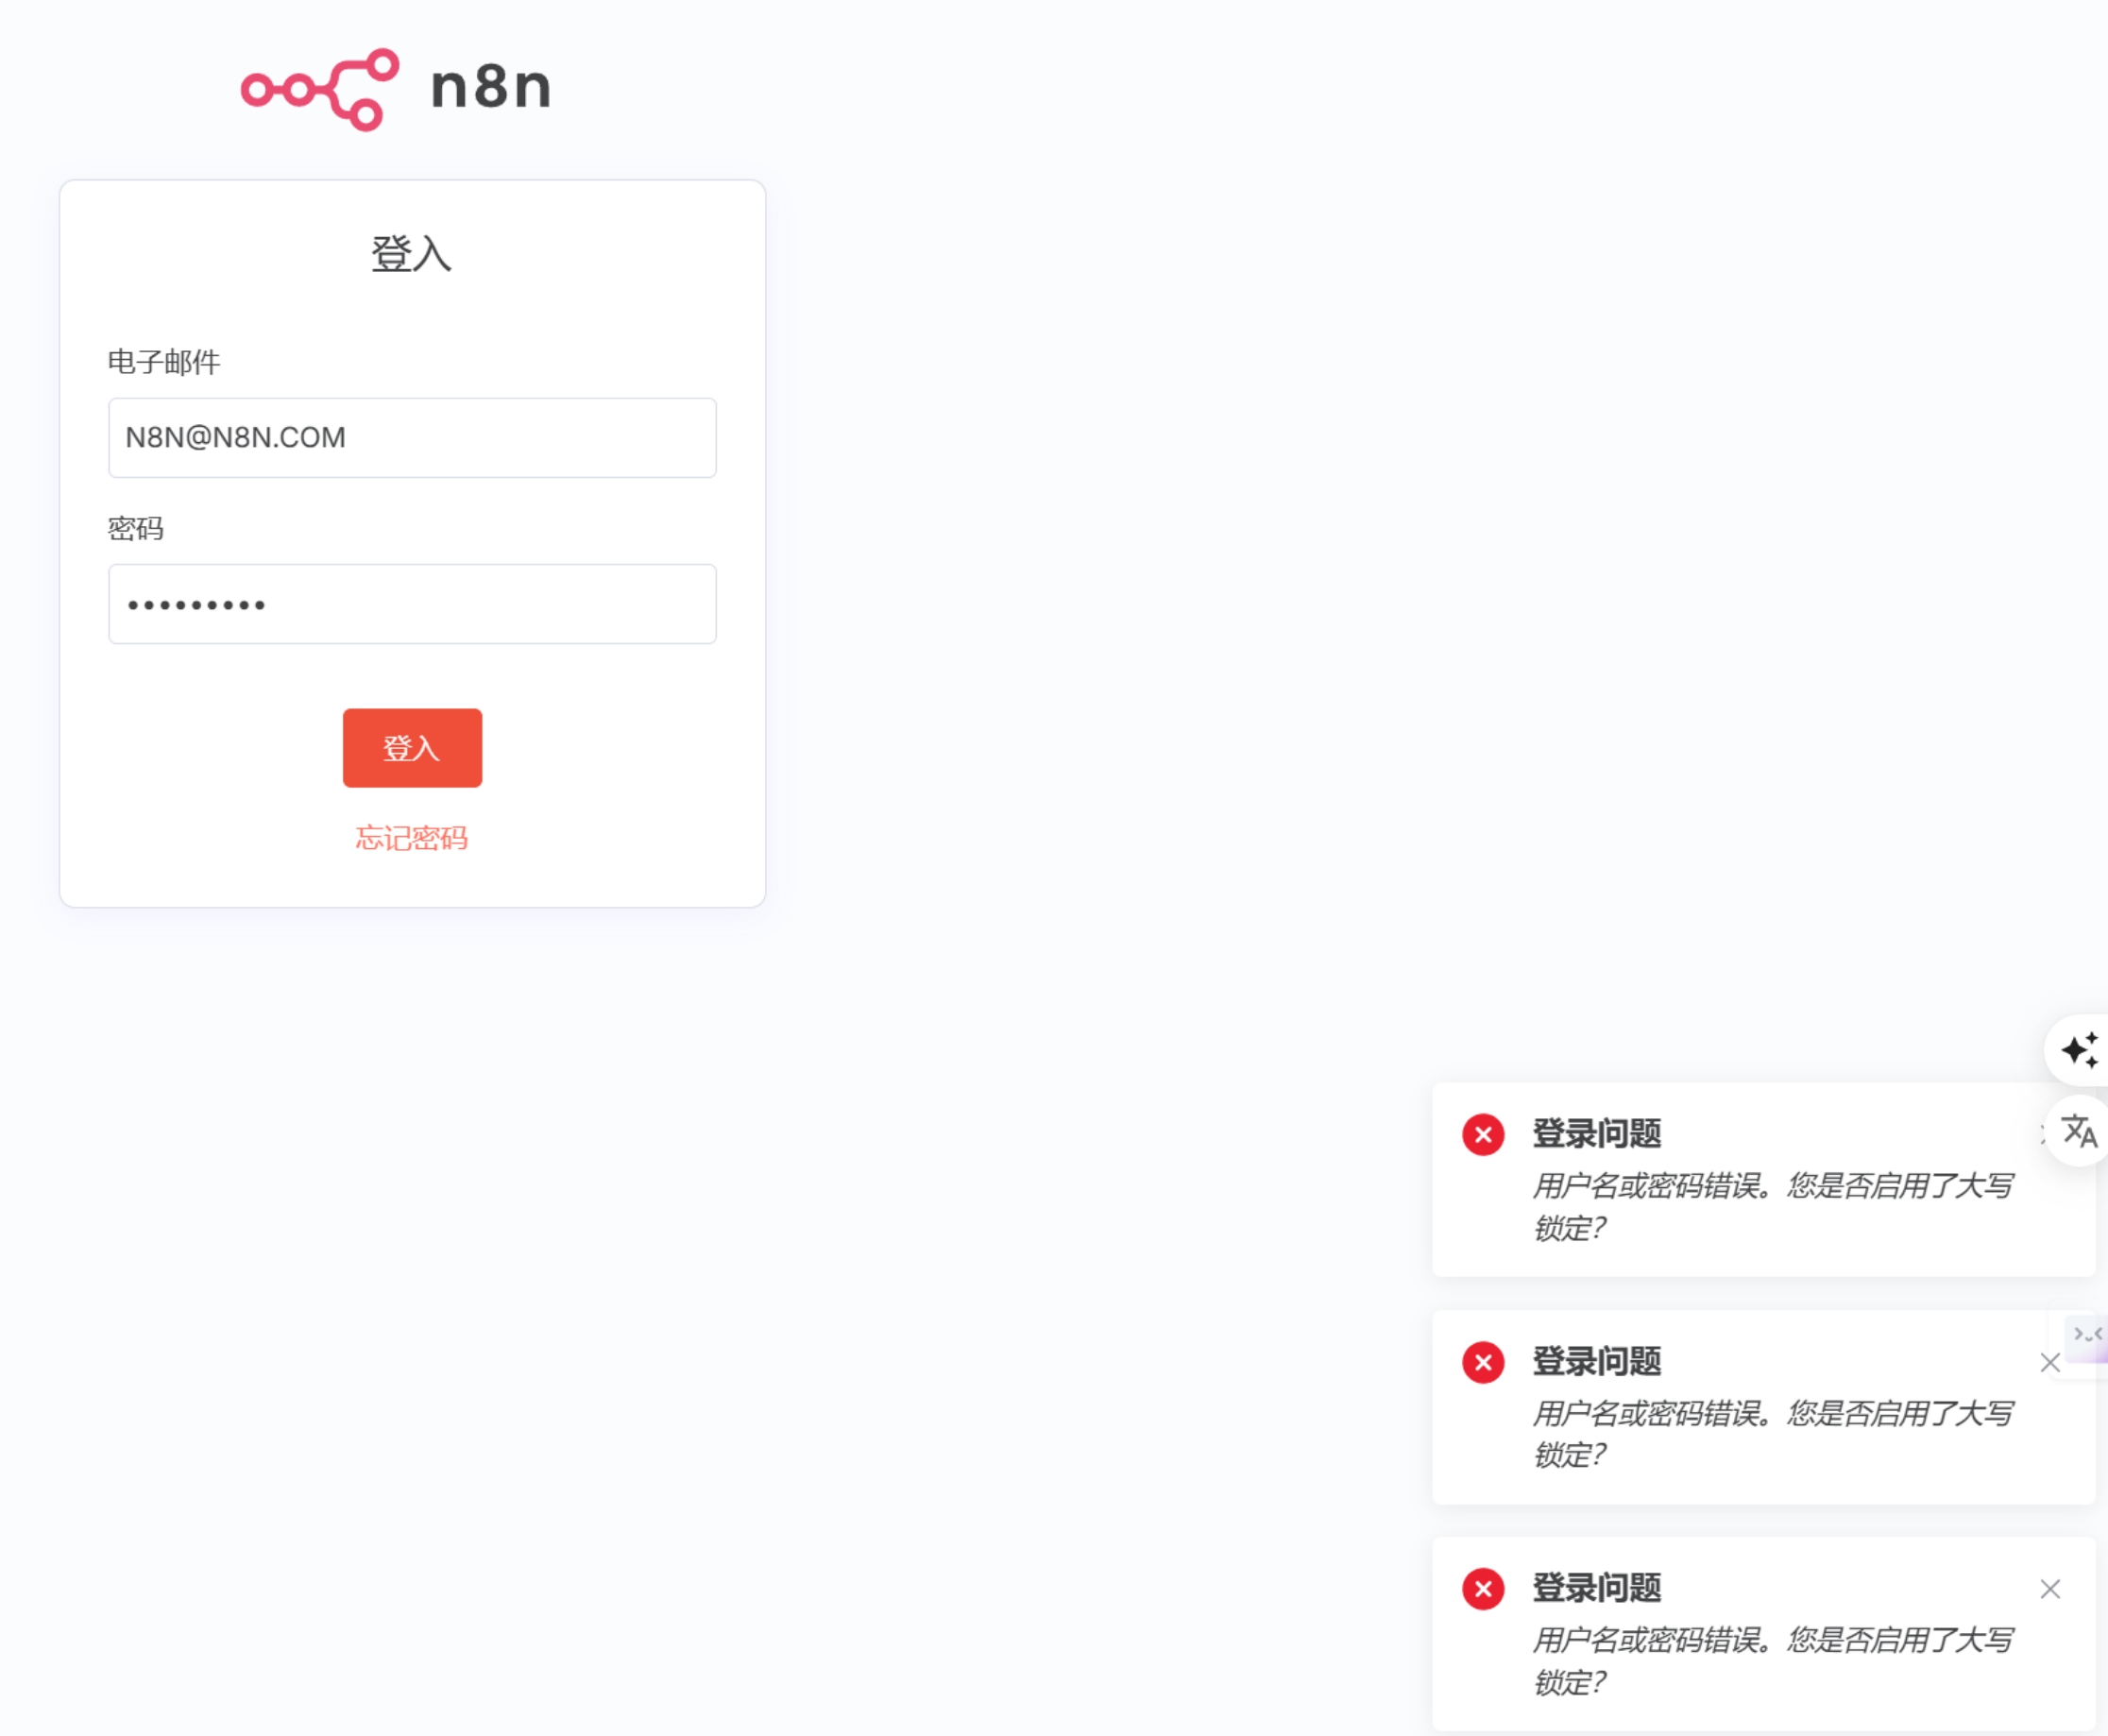 n8n
登入
电子邮件
N8N@N8N.COM
密码
•••••••••
登入
忘记密码
登录问题
用户名或密码错误。您是否启用了大写
锁定？
登录问题
用户名或密码错误。您是否启用了大写
锁定？
登录问题
用户名或密码错误。您是否启用了大写
锁定？